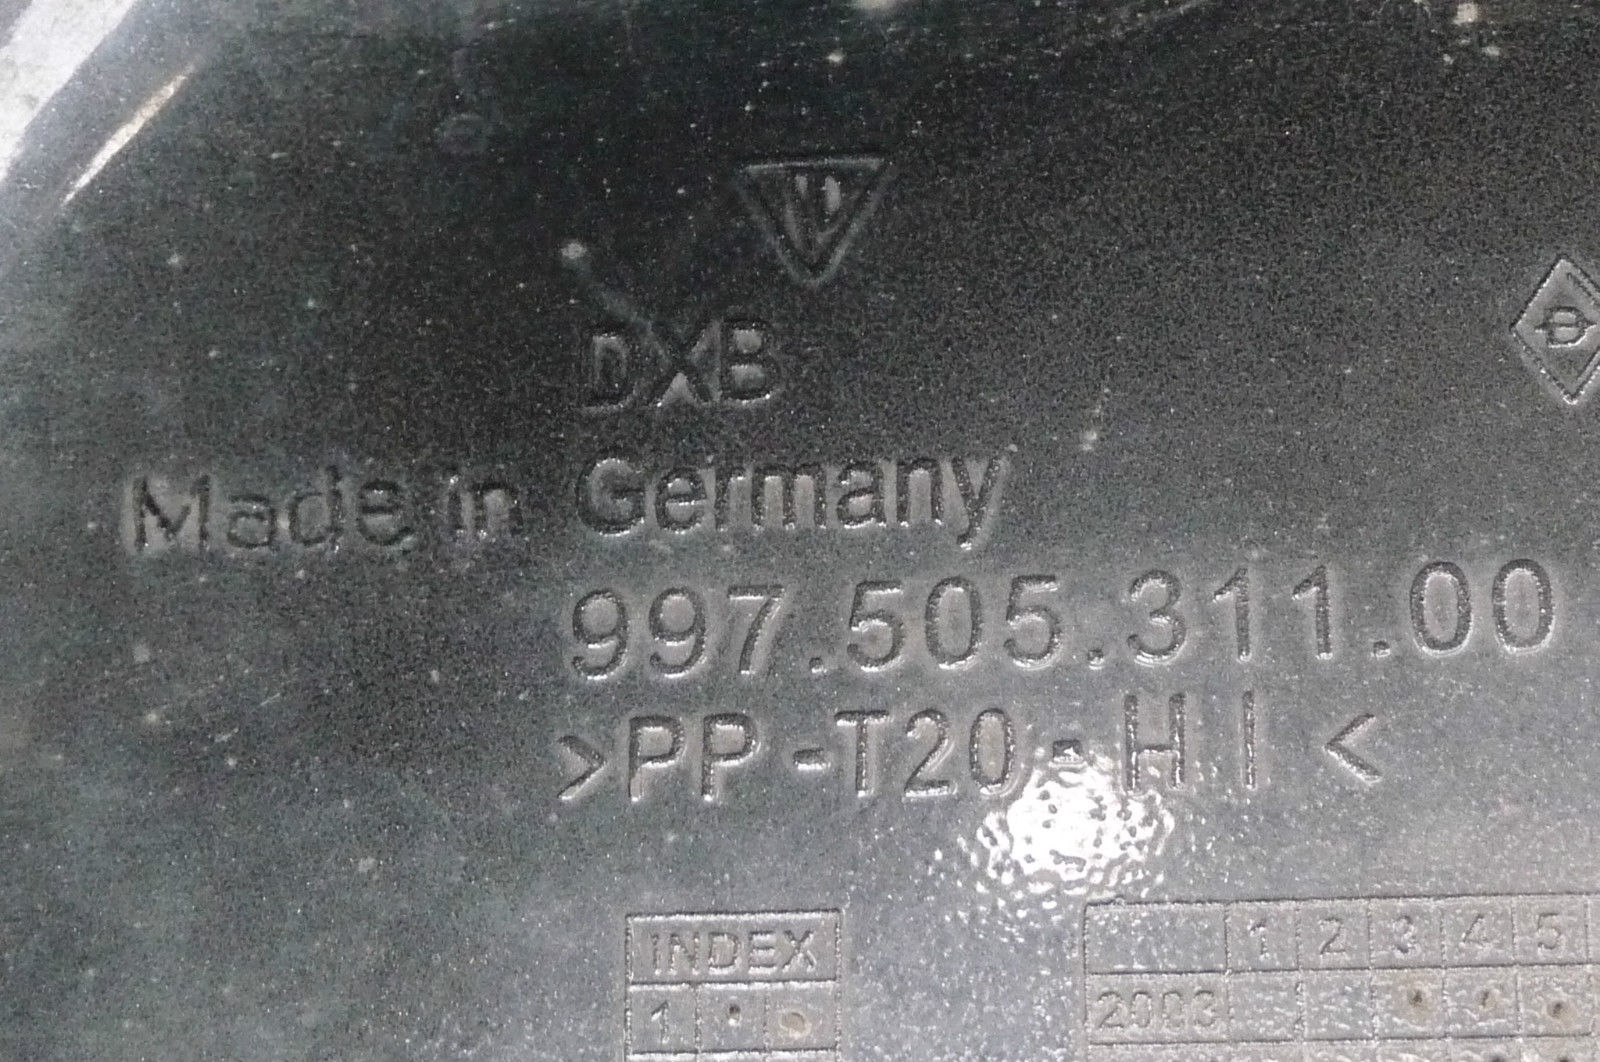 DXB
Made in Germany
997.505.311.00
>PP-T20-HI<
INDEX
1
1 2 3 4 5
2003